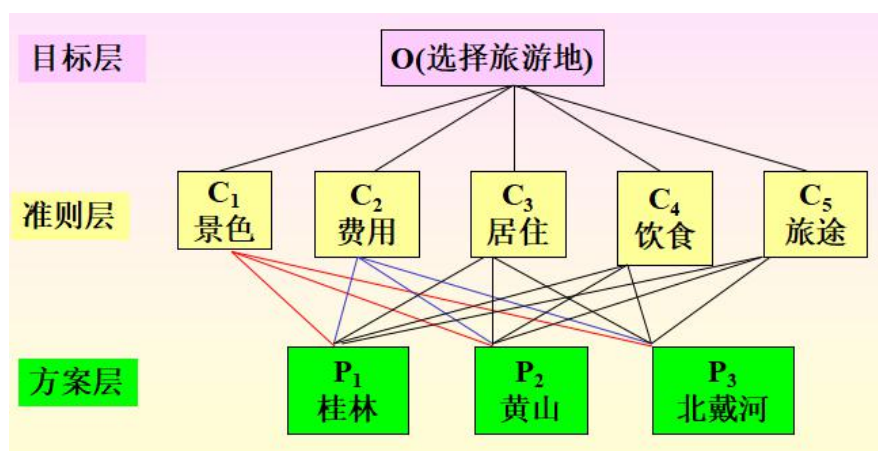 目标层
O(选择旅游地)
准则层
C1
景色
C2
费用
C3
居住
C4
饮食
C5
旅途
方案层
P1
桂林
P2
黄山
P3
北戴河